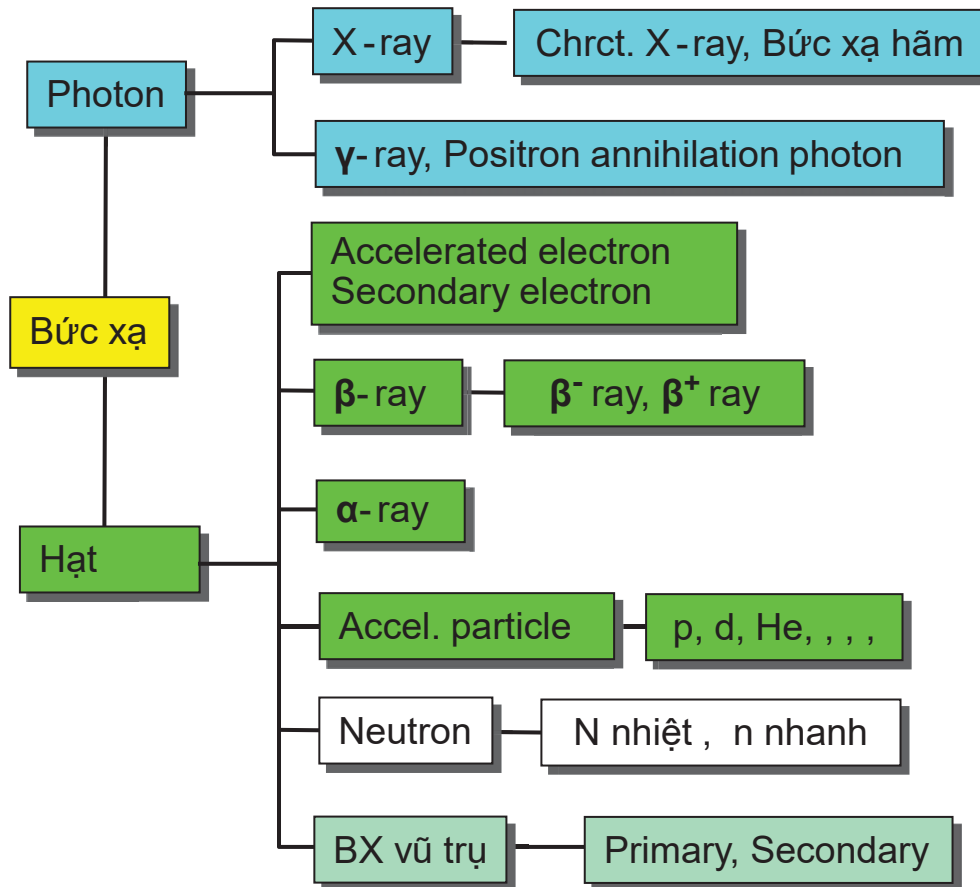 X-ray
Chrct. X-ray, Bức xạ hãm
Photon
γ-ray, Positron annihilation photon
Accelerated electron
Secondary electron
Bức xạ
β-ray
β⁻ ray, β⁺ ray
α-ray
Hạt
Accel. particle
p, d, He, , , ,
Neutron
N nhiệt , n nhanh
BX vũ trụ
Primary, Secondary